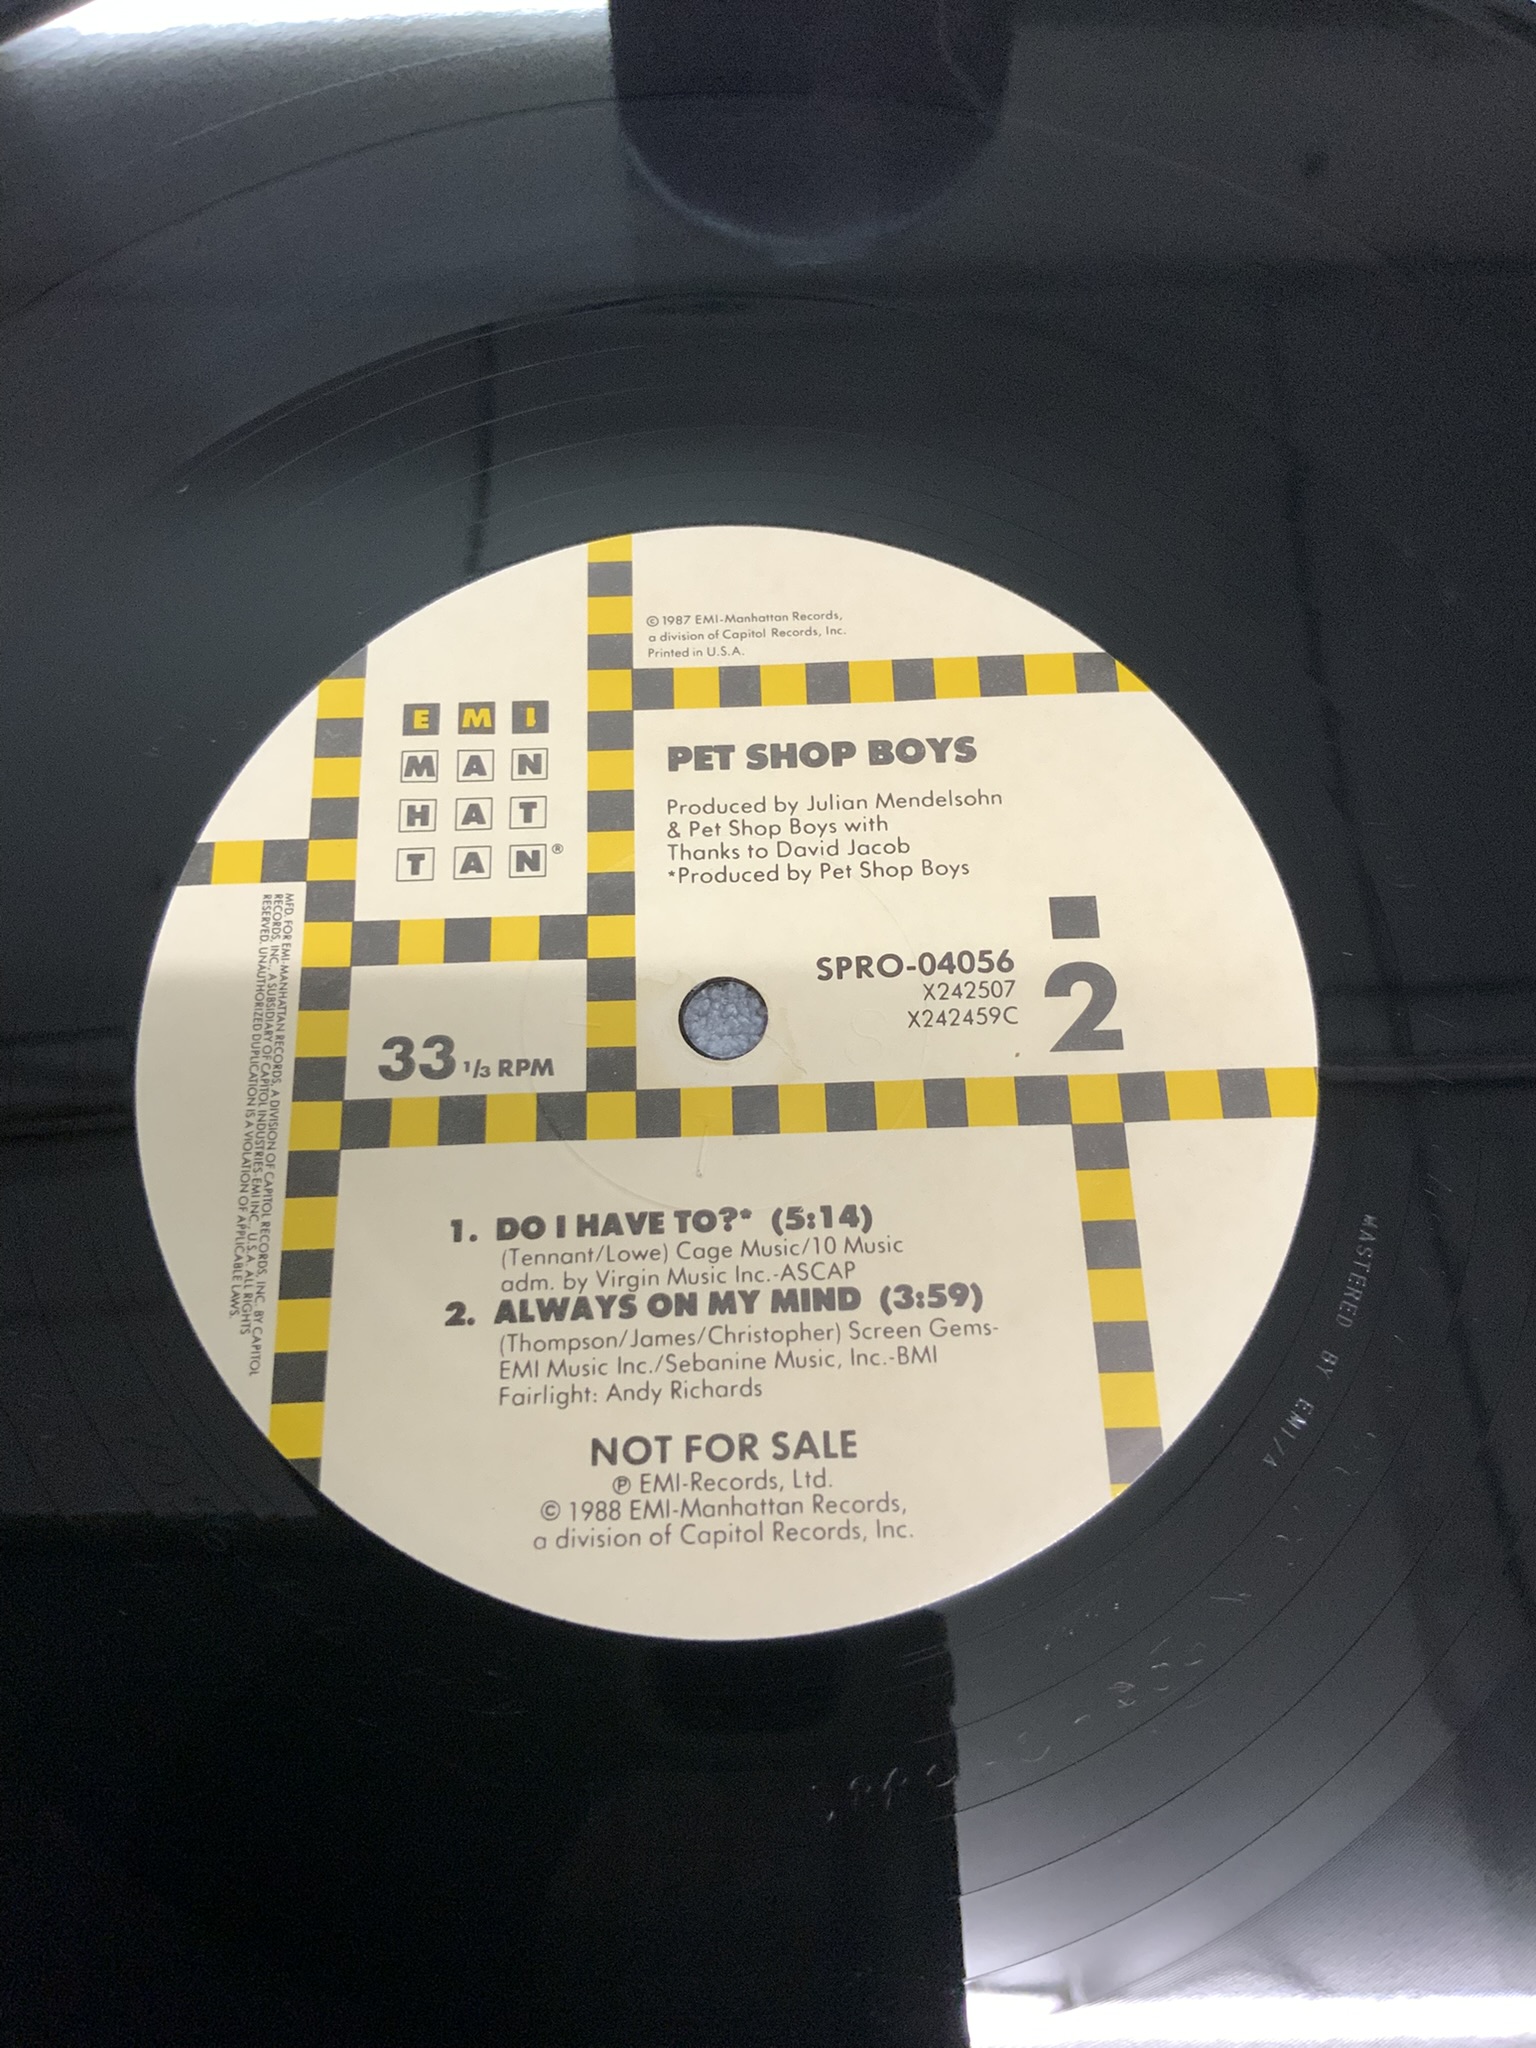 © 1987 EMI-Manhattan Records,
a division of Capitol Records, Inc.
Printed in U.S.A.
EMI
MAN
HAT
TAN®
PET SHOP BOYS
Produced by Julian Mendelsohn
& Pet Shop Boys with
Thanks to David Jacob
*Produced by Pet Shop Boys
SPRO-04056
X242507
X242459C
2
33 1/3 RPM
MFD. FOR EMI-MANHATTAN RECORDS, A DIVISION OF CAPITOL RECORDS, INC. BY CAPITOL
RECORDS, INC., A SUBSIDIARY OF CAPITOL INDUSTRIES-EMI INC., U.S.A. ALL RIGHTS
RESERVED. UNAUTHORIZED DUPLICATION IS A VIOLATION OF APPLICABLE LAWS.
1. DO I HAVE TO?* (5:14)
(Tennant/Lowe) Cage Music/10 Music
adm. by Virgin Music Inc.-ASCAP
2. ALWAYS ON MY MIND (3:59)
(Thompson/James/Christopher) Screen Gems-
EMI Music Inc./Sebanine Music, Inc.-BMI
Fairlight: Andy Richards
NOT FOR SALE
℗ EMI-Records, Ltd.
© 1988 EMI-Manhattan Records,
a division of Capitol Records, Inc.
MASTERED BY EMI